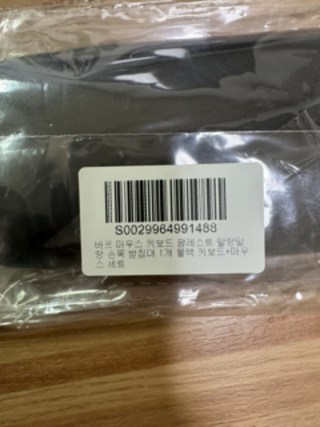 S0029964991488
바르 마우스 키보드 팜레스트 말랑말
랑 손목 받침대 1개 블랙 키보드+마우
스 세트